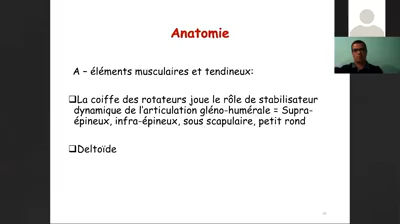 Anatomie
A – éléments musculaires et tendineux:
❑La coiffe des rotateurs joue le rôle de stabilisateur
dynamique de l'articulation gléno-humérale = Supra-
épineux, infra-épineux, sous scapulaire, petit rond
❑Deltoïde